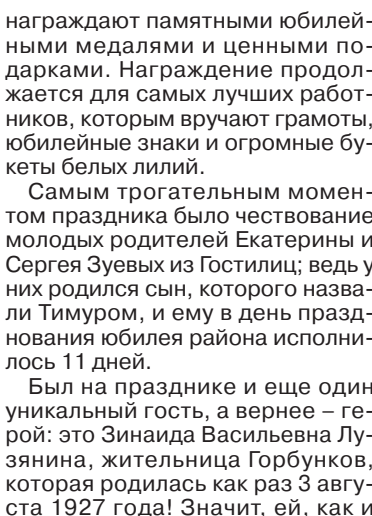 награждают памятными юбилей-
ными медалями и ценными по-
дарками. Награждение продол-
жается для самых лучших работ-
ников, которым вручают грамоты,
юбилейные знаки и огромные бу-
кеты белых лилий.
Самым трогательным момен-
том праздника было чествование
молодых родителей Екатерины и
Сергея Зуевых из Гостилиц; ведь у
них родился сын, которого назва-
ли Тимуром, и ему в день празд-
нования юбилея района исполни-
лось 11 дней.
Был на празднике и еще один
уникальный гость, а вернее – ге-
рой: это Зинаида Васильевна Лу-
зянина, жительница Горбунков,
которая родилась как раз 3 авгу-
ста 1927 года! Значит, ей, как и